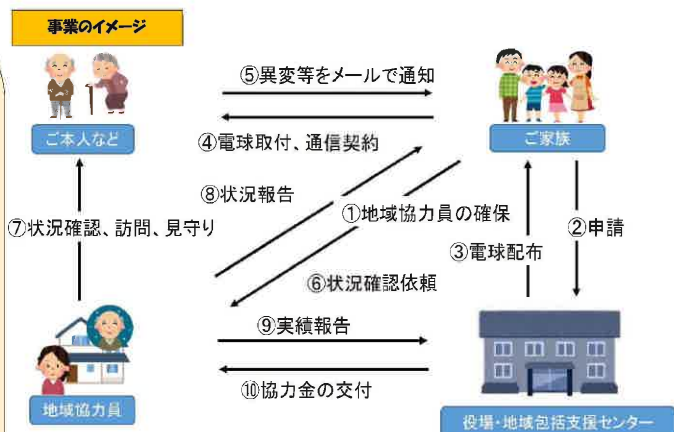 事業のイメージ
⑤異変等をメールで通知
ご本人など
ご家族
④電球取付、通信契約
⑧状況報告
①地域協力員の確保
⑦状況確認、訪問、見守り
②申請
③電球配布
⑥状況確認依頼
⑨実績報告
⑩協力金の交付
地域協力員
役場・地域包括支援センター